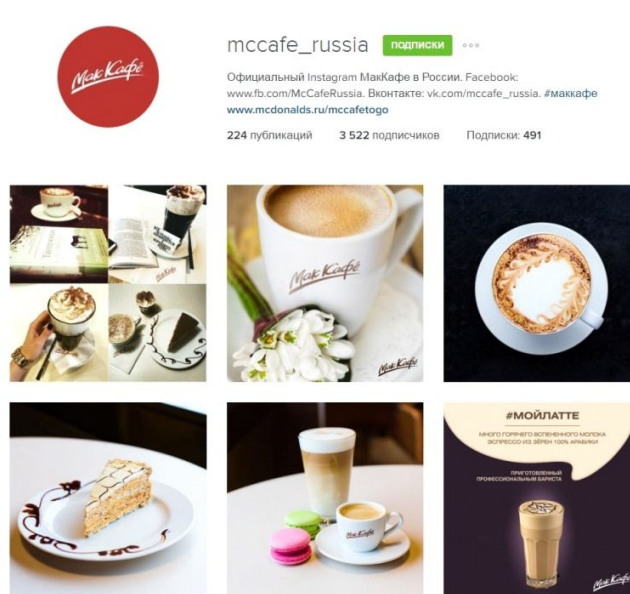 МакКафе
mccafe_russia
подписки
Официальный Instagram МакКафе в России. Facebook:
www.fb.com/McCafeRussia. Вконтакте: vk.com/mccafe_russia. #маккафе
www.mcdonalds.ru/mccafetogo
224 публикаций 3 522 подписчиков Подписки: 491
МакКафе
МакКафе
#МОЙЛАТТЕ
МНОГО ГОРЯЧЕГО ВСПЕНЕННОГО МОЛОКА
ЭСПРЕССО ИЗ ЗЁРЕН 100% АРАБИКИ
ПРИГОТОВЛЕННЫЙ
ПРОФЕССИОНАЛЬНЫМ БАРИСТА
МакКафе
МакКафе